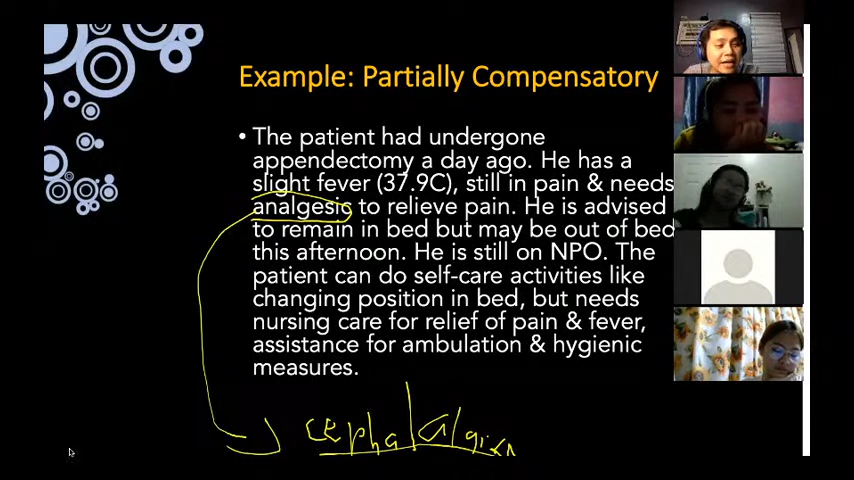 Example: Partially Compensatory
• The patient had undergone
appendectomy a day ago. He has a
slight fever (37.9C), still in pain & needs
analgesic to relieve pain. He is advised
to remain in bed but may be out of bed
this afternoon. He is still on NPO. The
patient can do self-care activities like
changing position in bed, but needs
nursing care for relief of pain & fever,
assistance for ambulation & hygienic
measures.
cephalalgia